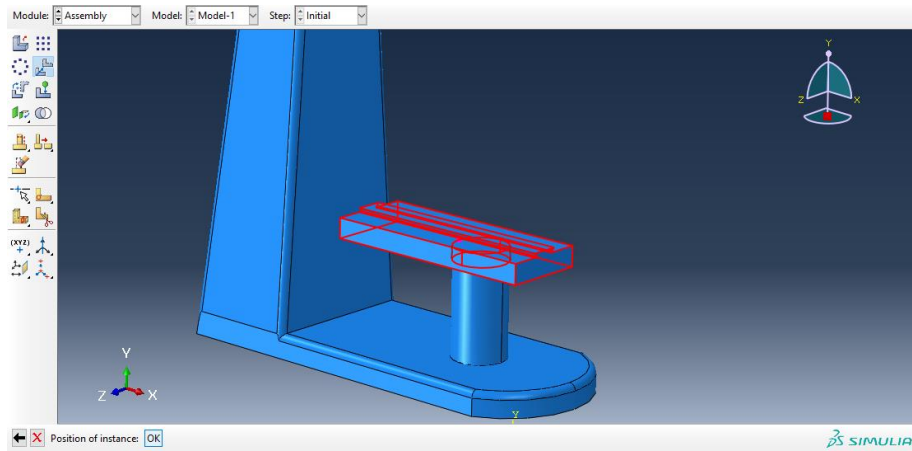 Module: Assembly Model: Model-1 Step: Initial
Y
Z X
(XYZ)
Y
Z X
Y
Position of instance: OK
SIMULIA